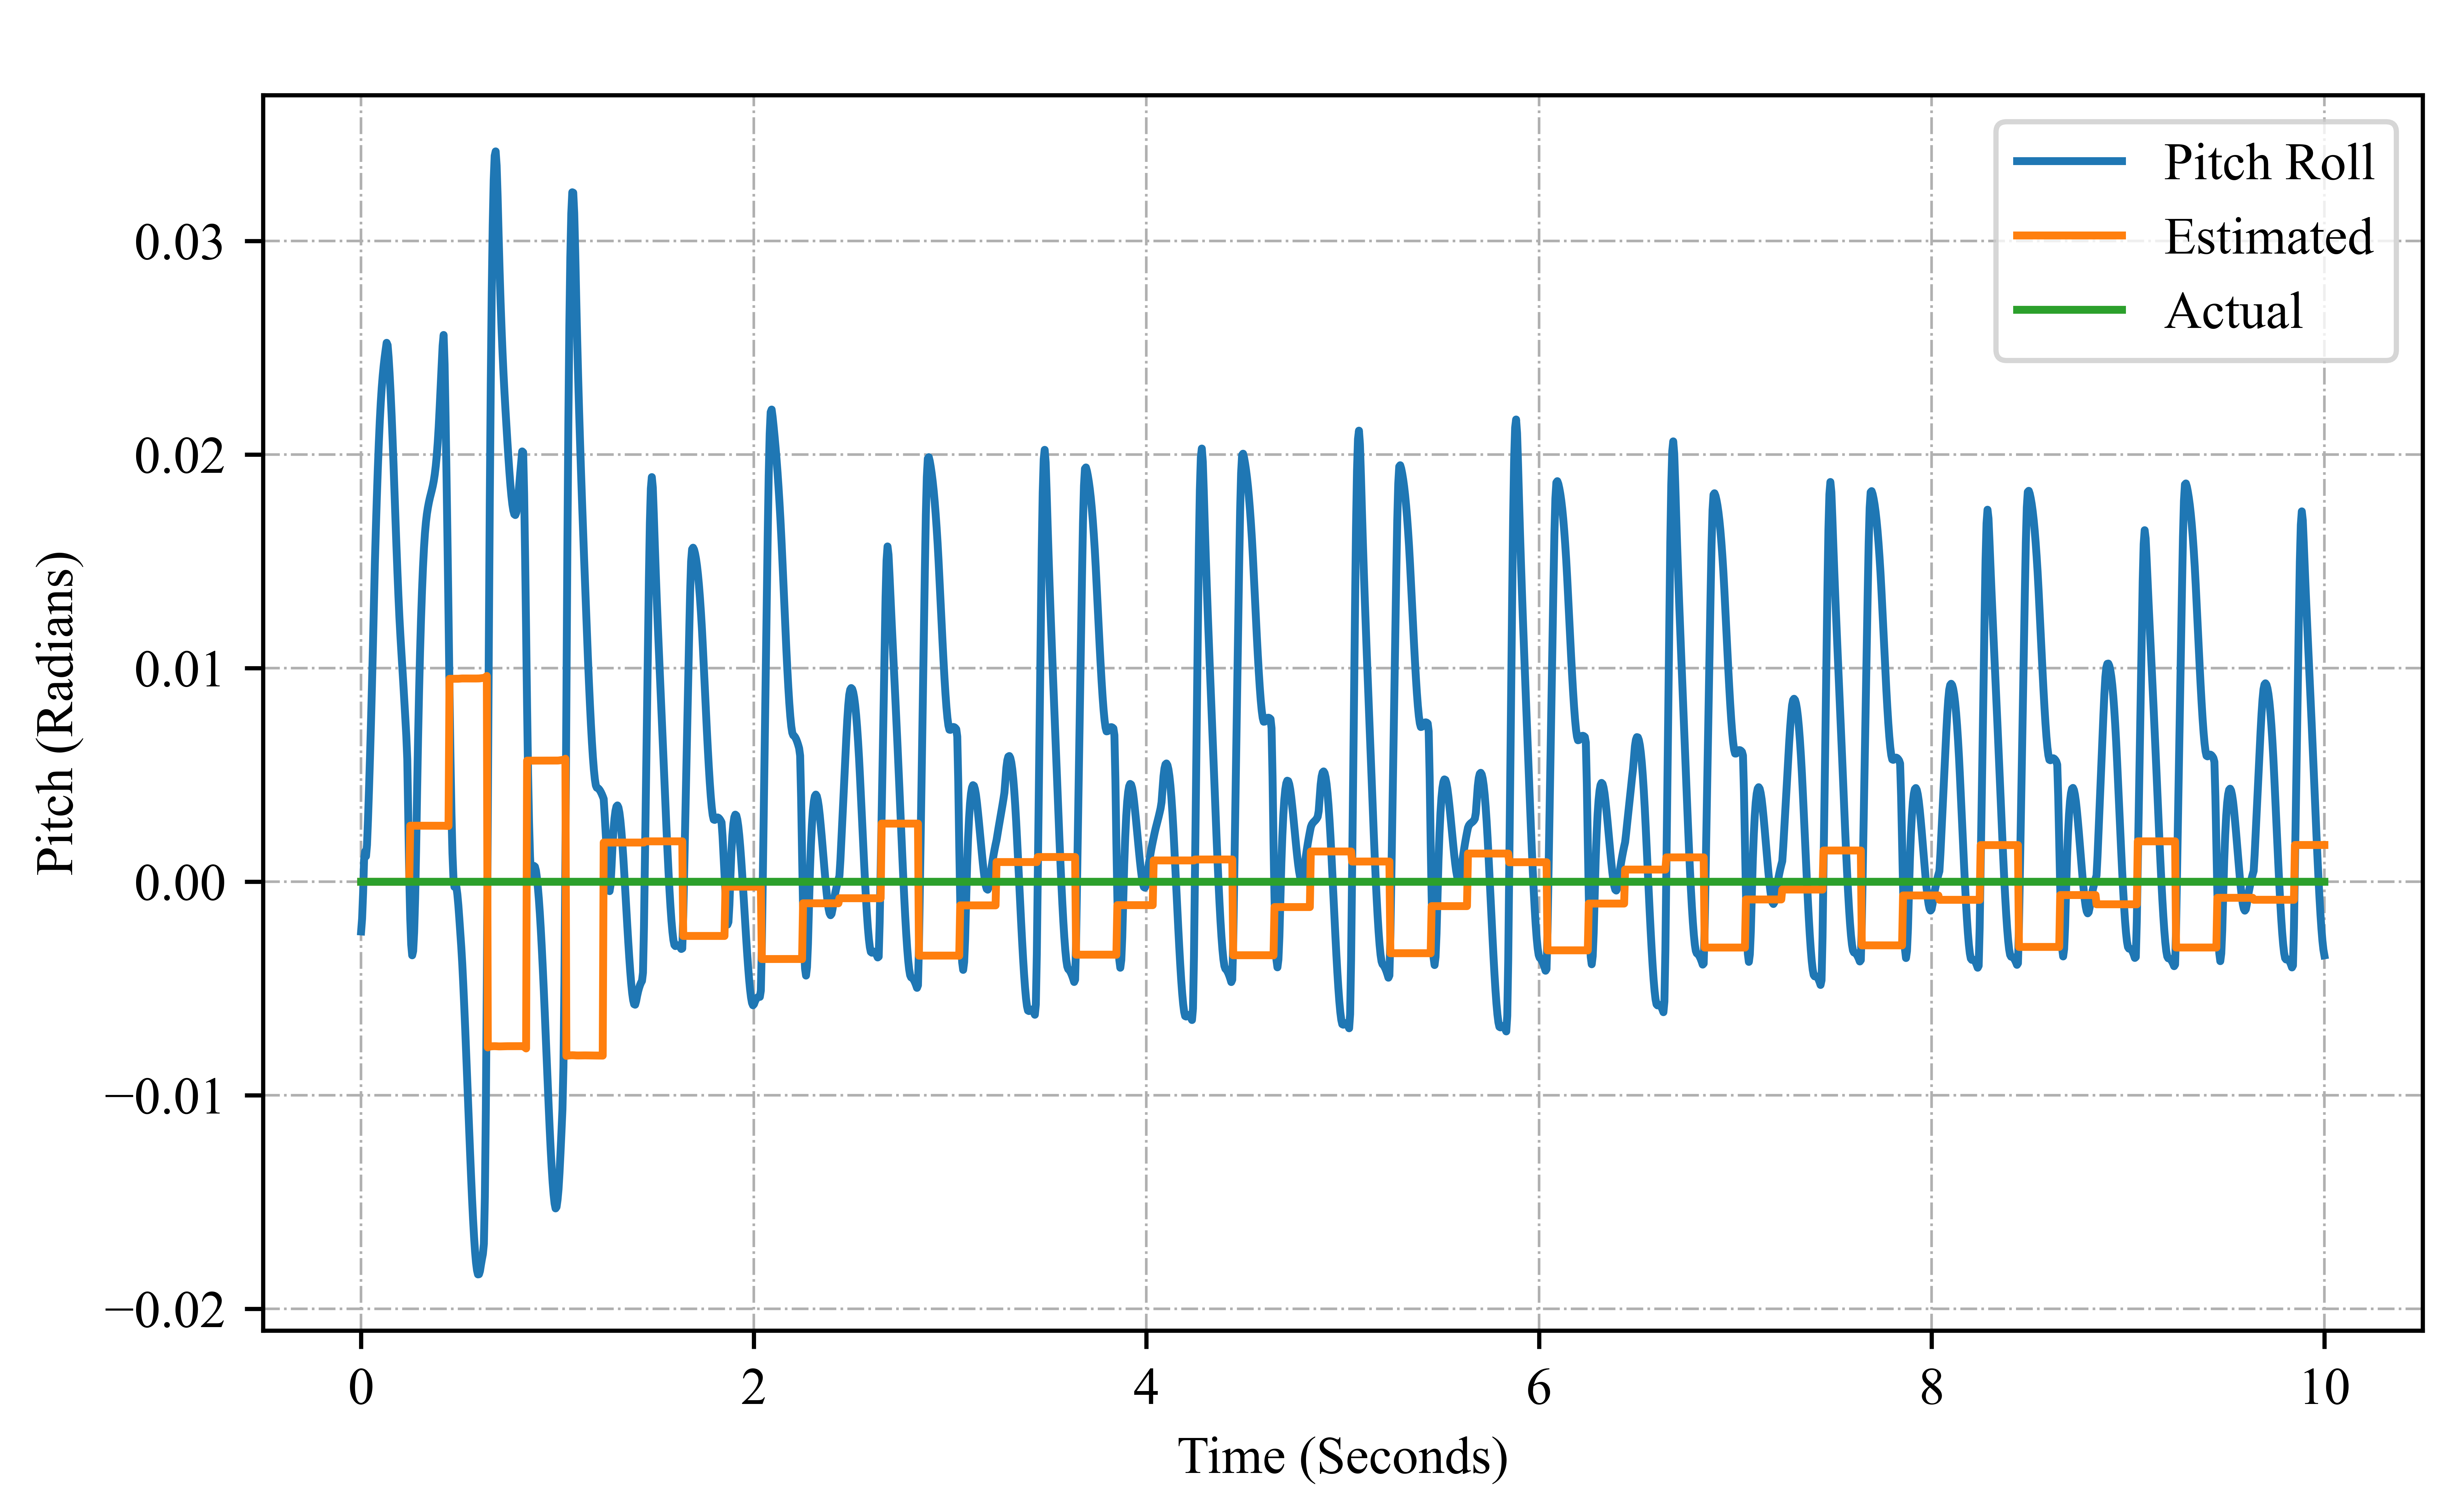 Pitch Roll
Estimated
Actual
0.03
0.02
0.01
0.00
−0.01
−0.02
Pitch (Radians)
0 2 4 6 8 10
Time (Seconds)